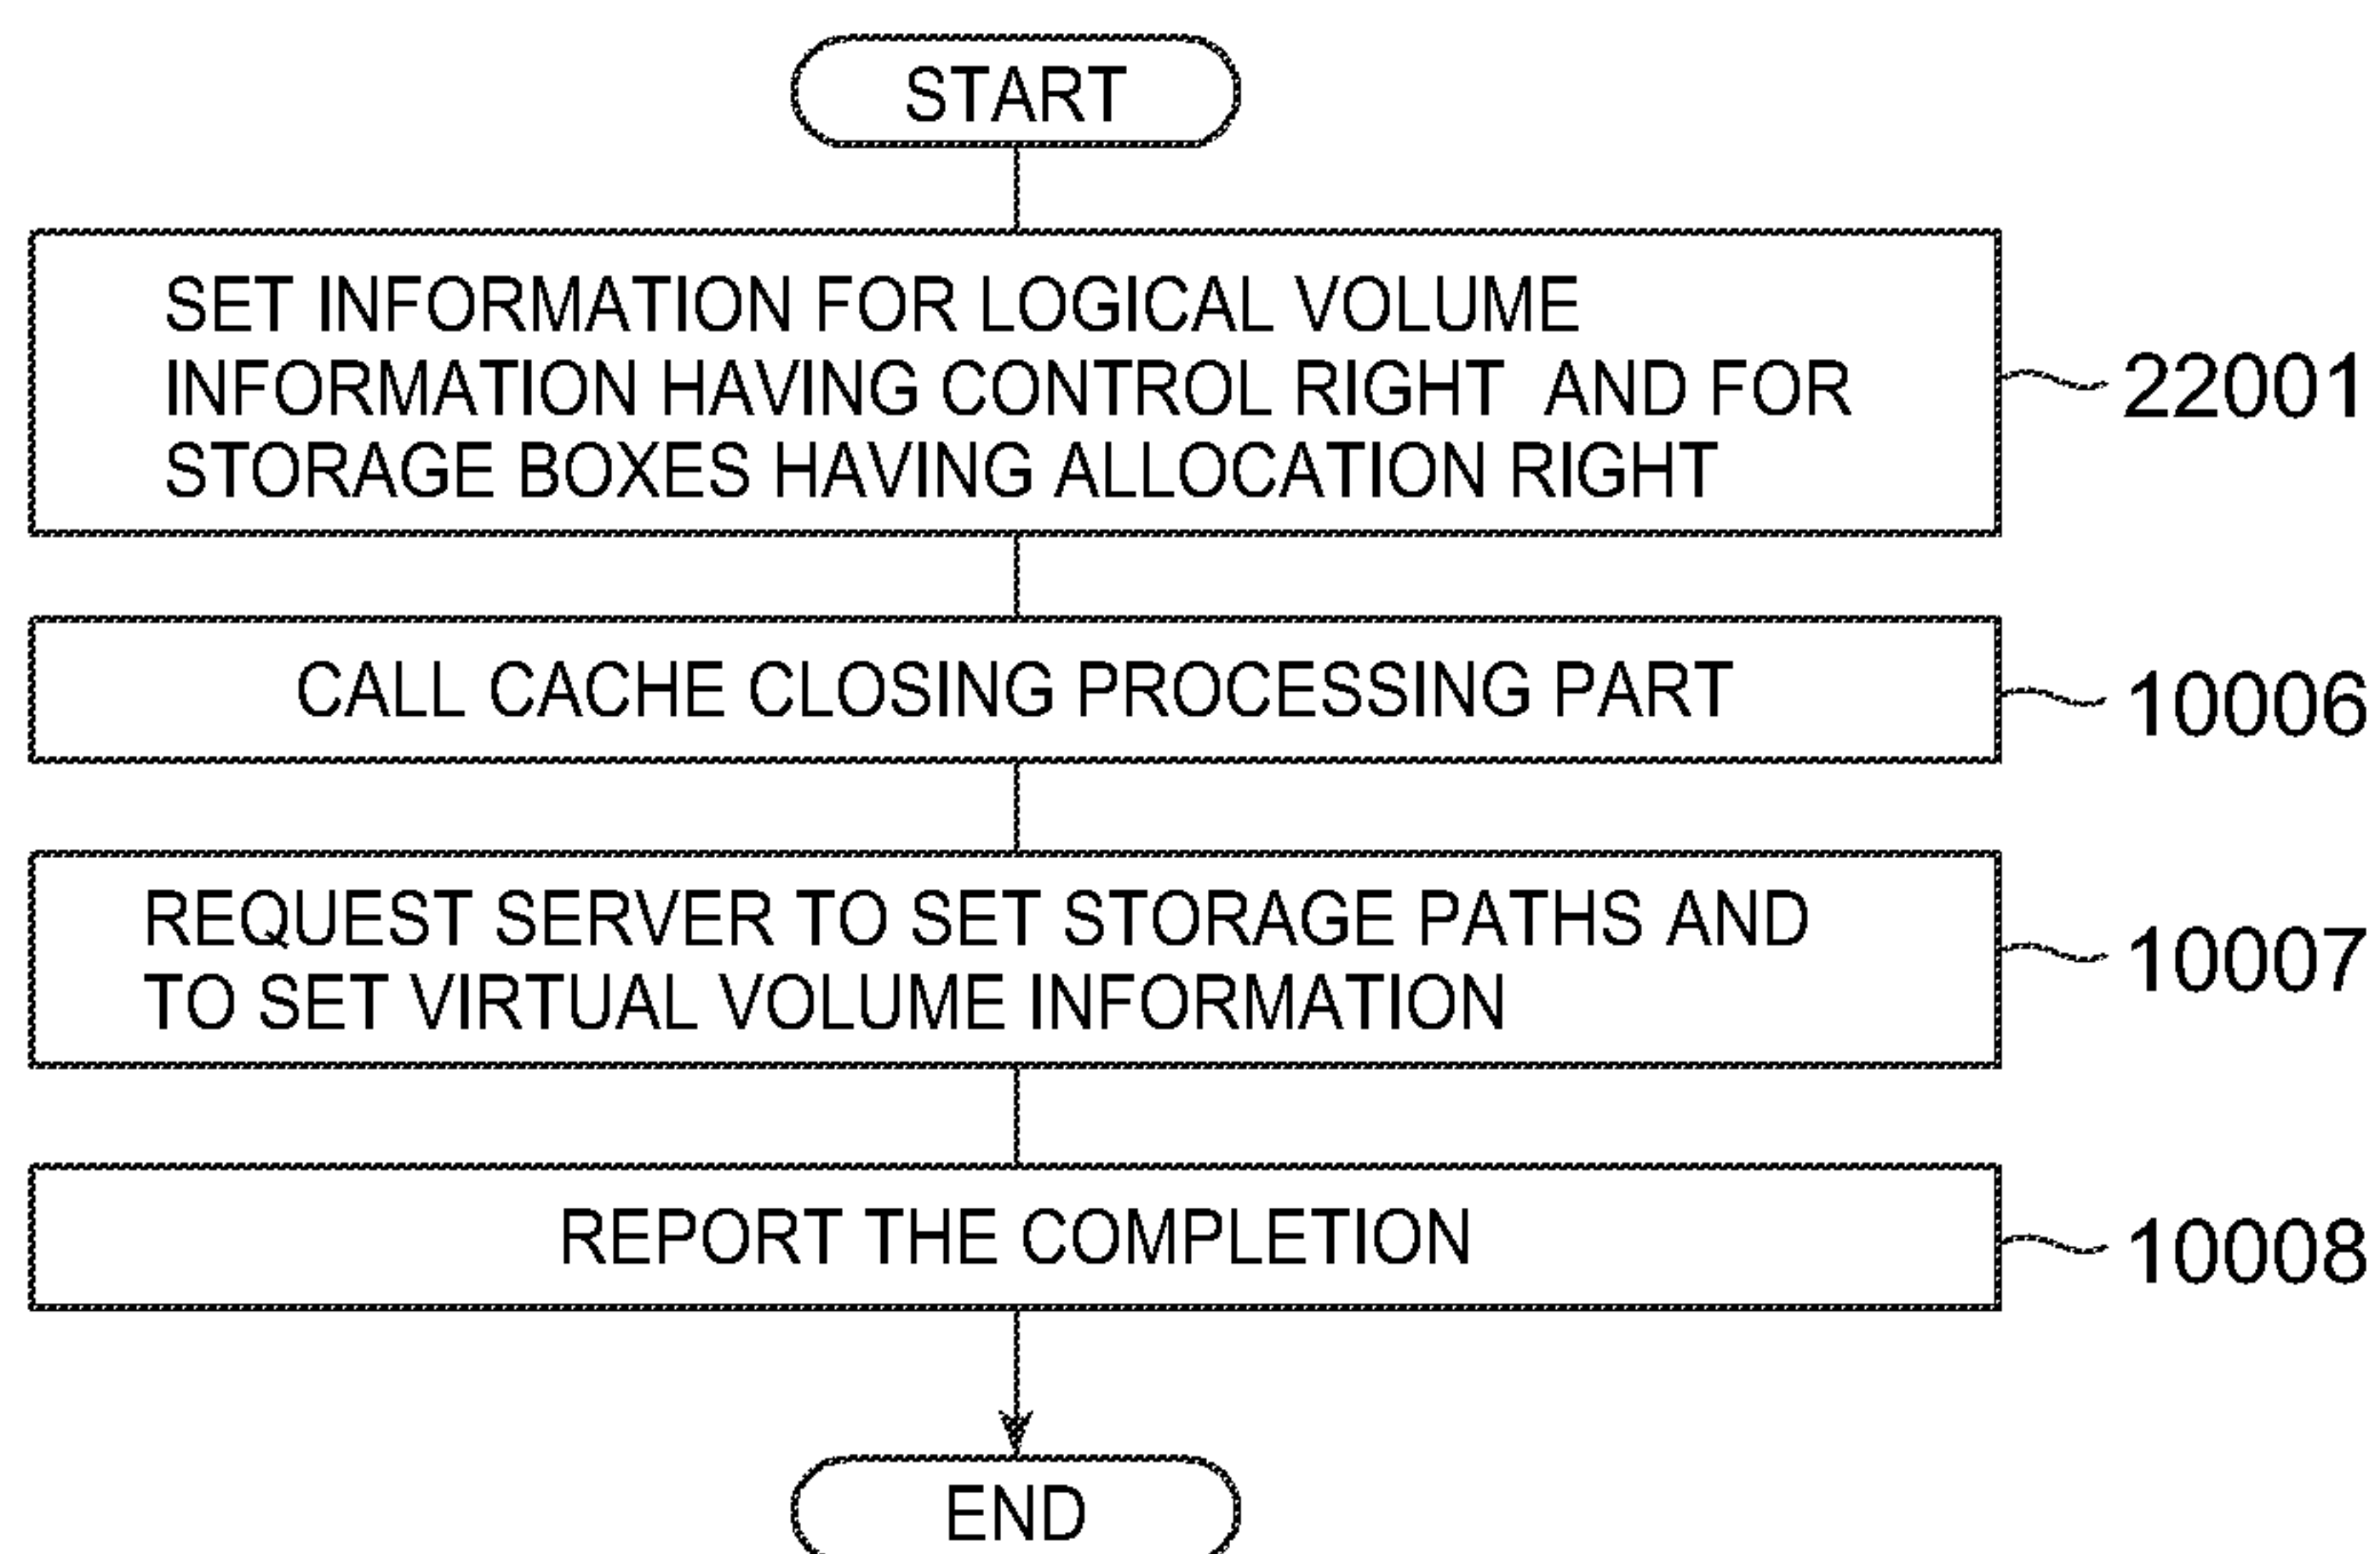 START
SET INFORMATION FOR LOGICAL VOLUME
INFORMATION HAVING CONTROL RIGHT AND FOR
STORAGE BOXES HAVING ALLOCATION RIGHT
22001
CALL CACHE CLOSING PROCESSING PART
10006
REQUEST SERVER TO SET STORAGE PATHS AND
TO SET VIRTUAL VOLUME INFORMATION
10007
REPORT THE COMPLETION
10008
END